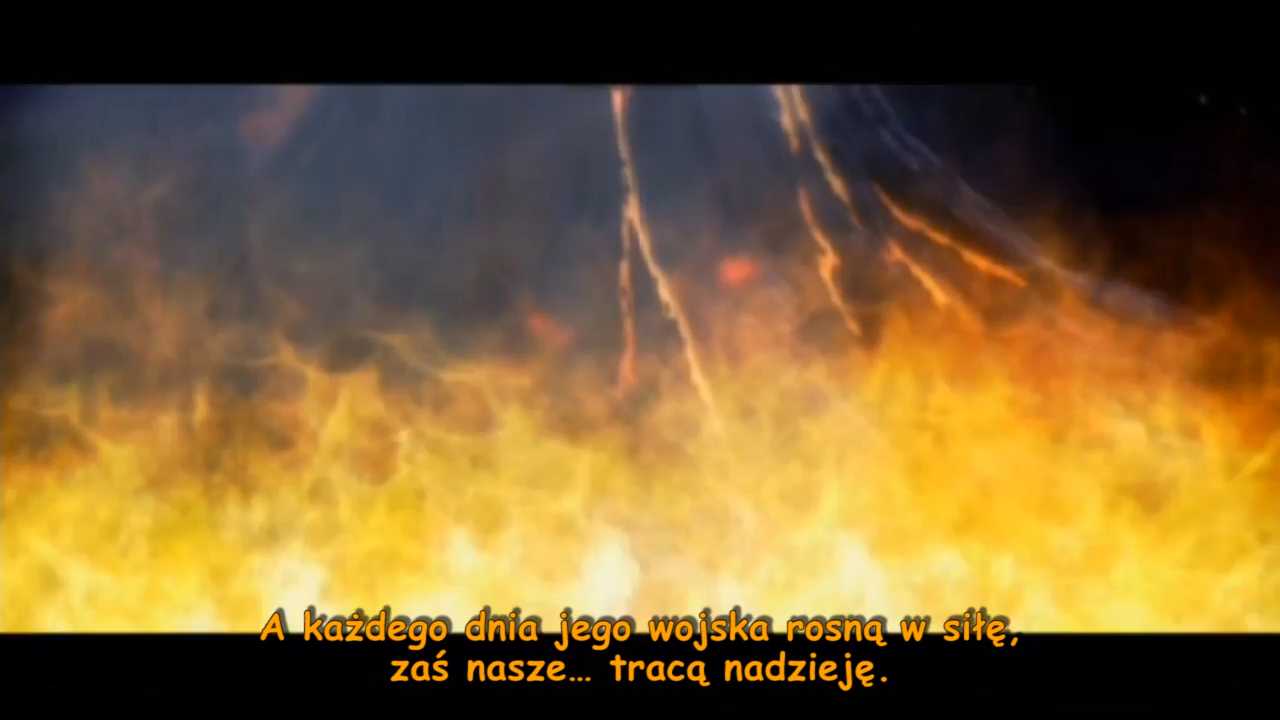 A każdego dnia jego wojska rosną w siłę,
zaś nasze… tracą nadzieję.